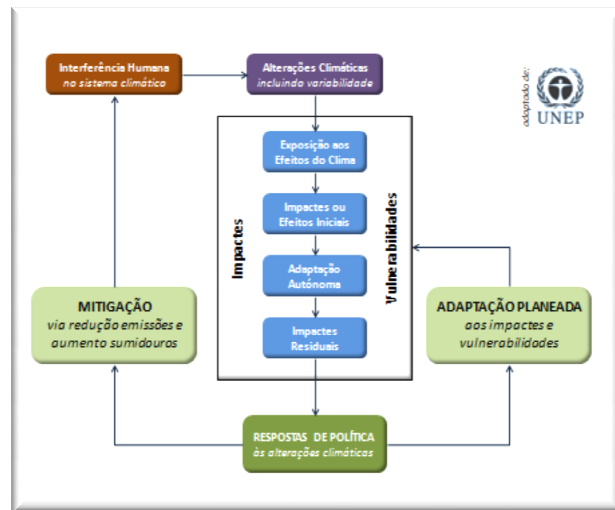 Interferência Humana
no sistema climático
Alterações Climáticas
incluindo variabilidade
adaptado de:
UNEP
Exposição aos
Efeitos do Clima
Impactes ou
Efeitos Iniciais
Adaptação
Autónoma
Impactes
Residuais
Impactes
Vulnerabilidades
MITIGAÇÃO
via redução emissões e
aumento sumidouros
ADAPTAÇÃO PLANEADA
aos impactes e
vulnerabilidades
RESPOSTAS DE POLÍTICA
às alterações climáticas